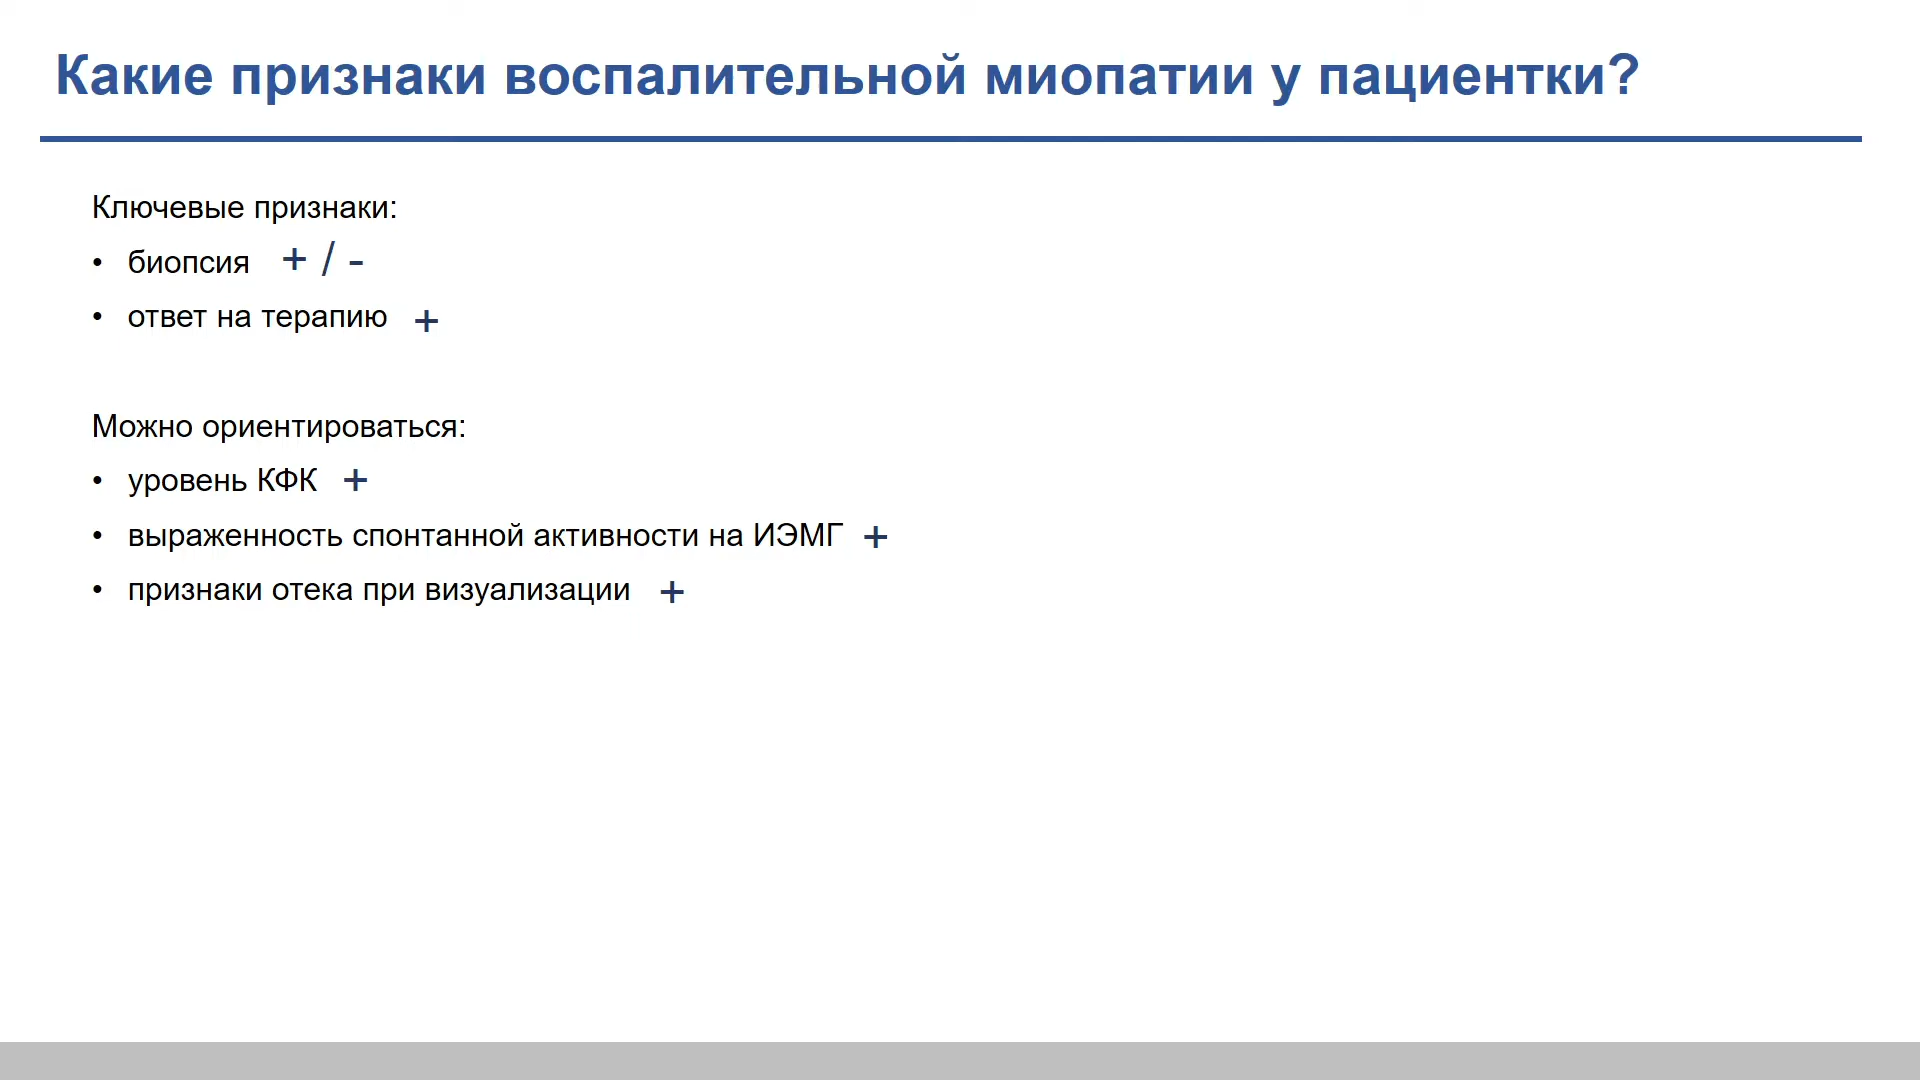 Какие признаки воспалительной миопатии у пациентки?
Ключевые признаки:
• биопсия + / -
• ответ на терапию +
Можно ориентироваться:
• уровень КФК +
• выраженность спонтанной активности на ИЭМГ +
• признаки отека при визуализации +